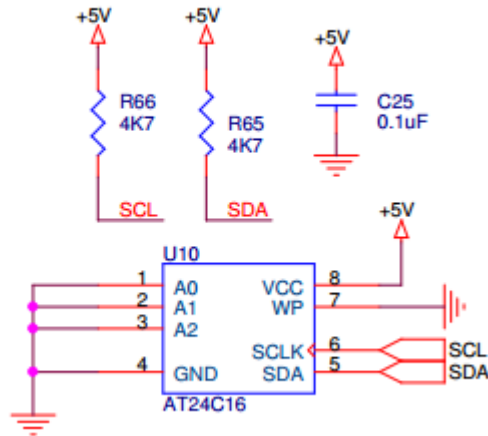 +5V
+5V
+5V
R66
4K7
R65
4K7
C25
0.1uF
SCL
SDA
+5V
U10
1 A0 VCC 8
2 A1 WP 7
3 A2
SCLK 6 SCL
4 GND SDA 5 SDA
AT24C16